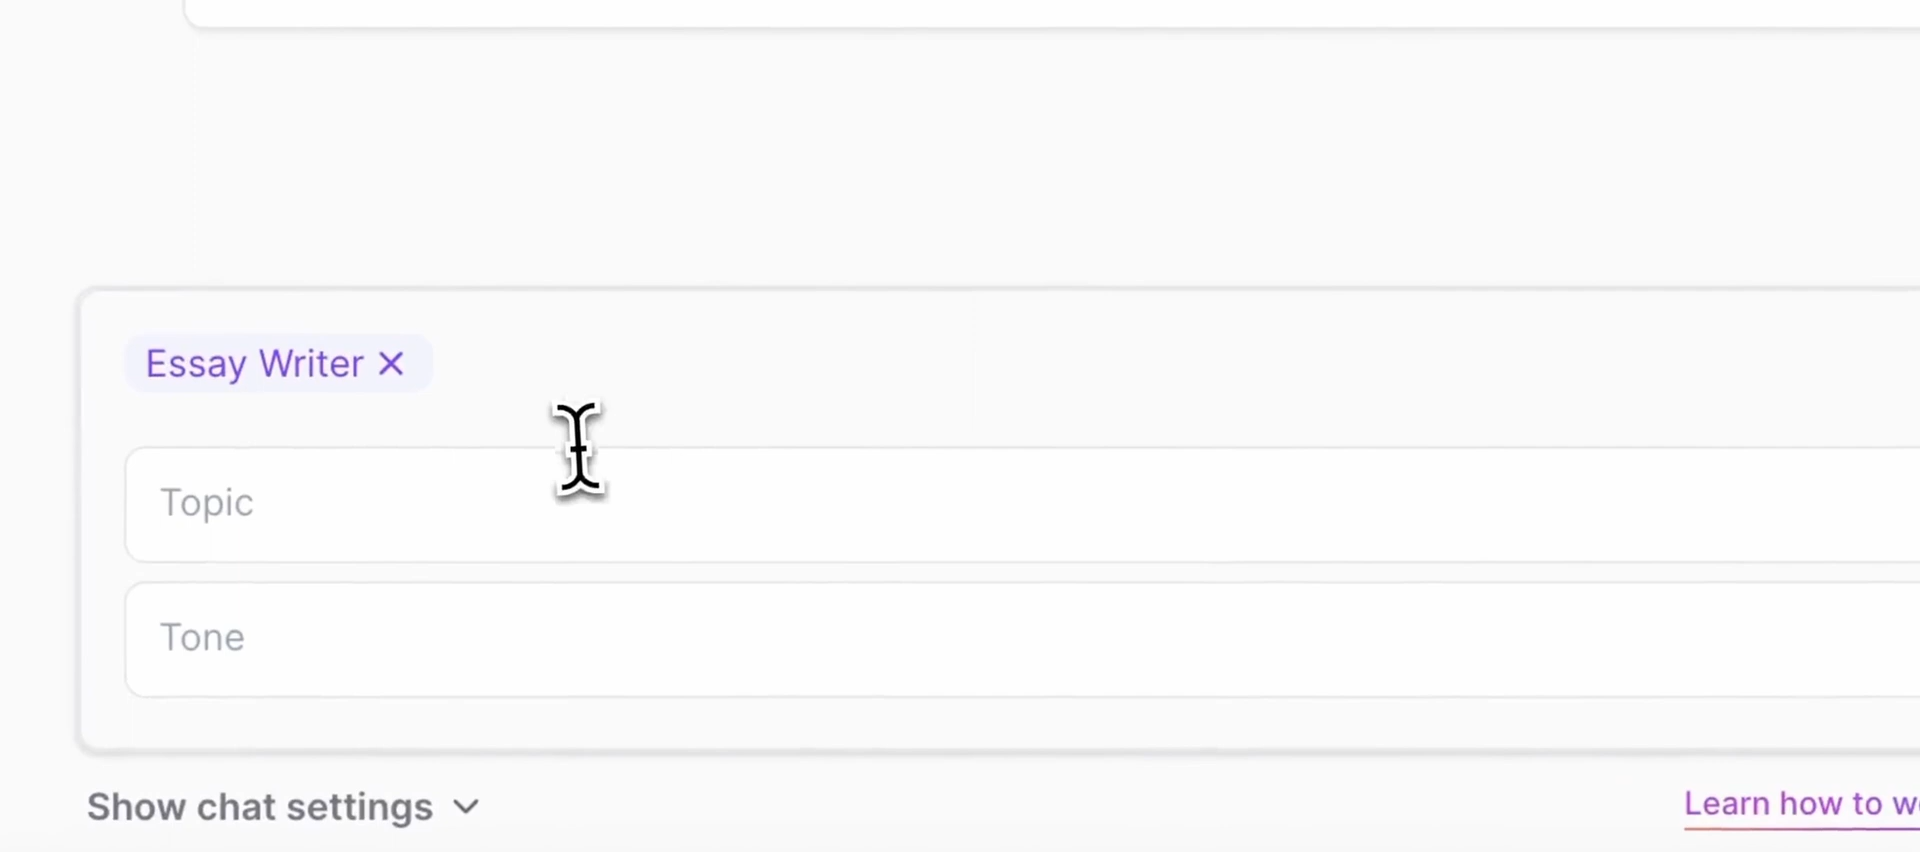 Essay Writer
Topic
Tone
Show chat settings
Learn how to